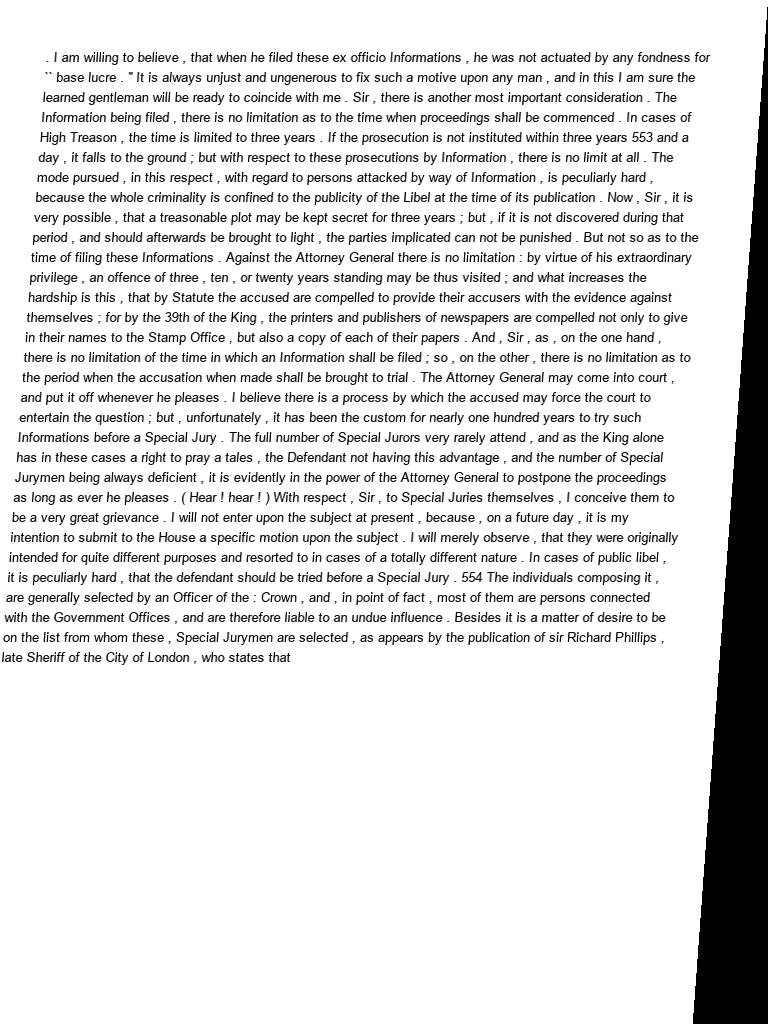 . I am willing to believe , that when he filed these ex officio Informations , he was not actuated by any fondness for
`` base lucre . " It is always unjust and ungenerous to fix such a motive upon any man , and in this I am sure the
learned gentleman will be ready to coincide with me . Sir , there is another most important consideration . The
Information being filed , there is no limitation as to the time when proceedings shall be commenced . In cases of
High Treason , the time is limited to three years . If the prosecution is not instituted within three years 553 and a
day , it falls to the ground ; but with respect to these prosecutions by Information , there is no limit at all . The
mode pursued , in this respect , with regard to persons attacked by way of Information , is peculiarly hard ,
because the whole criminality is confined to the publicity of the Libel at the time of its publication . Now , Sir , it is
very possible , that a treasonable plot may be kept secret for three years ; but , if it is not discovered during that
period , and should afterwards be brought to light , the parties implicated can not be punished . But not so as to the
time of filing these Informations . Against the Attorney General there is no limitation : by virtue of his extraordinary
privilege , an offence of three , ten , or twenty years standing may be thus visited ; and what increases the
hardship is this , that by Statute the accused are compelled to provide their accusers with the evidence against
themselves ; for by the 39th of the King , the printers and publishers of newspapers are compelled not only to give
in their names to the Stamp Office , but also a copy of each of their papers . And , Sir , as , on the one hand ,
there is no limitation of the time in which an Information shall be filed ; so , on the other , there is no limitation as to
the period when the accusation when made shall be brought to trial . The Attorney General may come into court ,
and put it off whenever he pleases . I believe there is a process by which the accused may force the court to
entertain the question ; but , unfortunately , it has been the custom for nearly one hundred years to try such
Informations before a Special Jury . The full number of Special Jurors very rarely attend , and as the King alone
has in these cases a right to pray a tales , the Defendant not having this advantage , and the number of Special
Jurymen being always deficient , it is evidently in the power of the Attorney General to postpone the proceedings
as long as ever he pleases . ( Hear ! hear ! ) With respect , Sir , to Special Juries themselves , I conceive them to
be a very great grievance . I will not enter upon the subject at present , because , on a future day , it is my
intention to submit to the House a specific motion upon the subject . I will merely observe , that they were originally
intended for quite different purposes and resorted to in cases of a totally different nature . In cases of public libel ,
it is peculiarly hard , that the defendant should be tried before a Special Jury . 554 The individuals composing it ,
are generally selected by an Officer of the : Crown , and , in point of fact , most of them are persons connected
with the Government Offices , and are therefore liable to an undue influence . Besides it is a matter of desire to be
on the list from whom these , Special Jurymen are selected , as appears by the publication of sir Richard Phillips ,
late Sheriff of the City of London , who states that